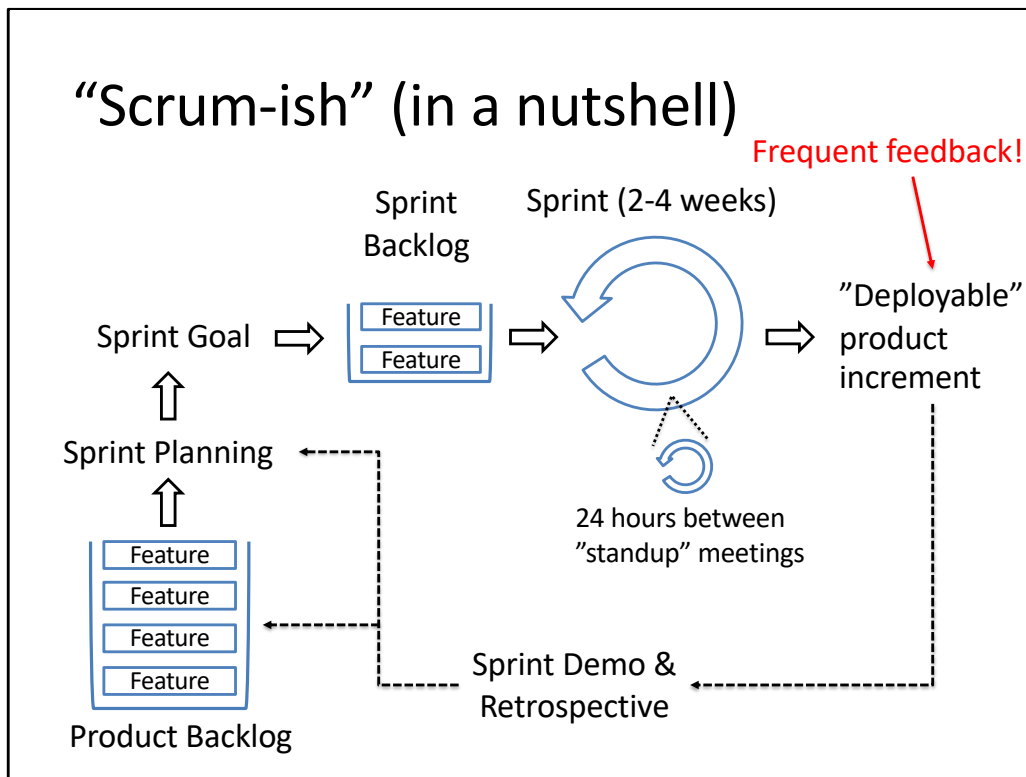 “Scrum-ish” (in a nutshell)
Frequent feedback!
Sprint
Backlog
Sprint (2-4 weeks)
Feature
Feature
Sprint Goal
”Deployable”
product
increment
Sprint Planning
24 hours between
”standup” meetings
Feature
Feature
Feature
Feature
Product Backlog
Sprint Demo &
Retrospective